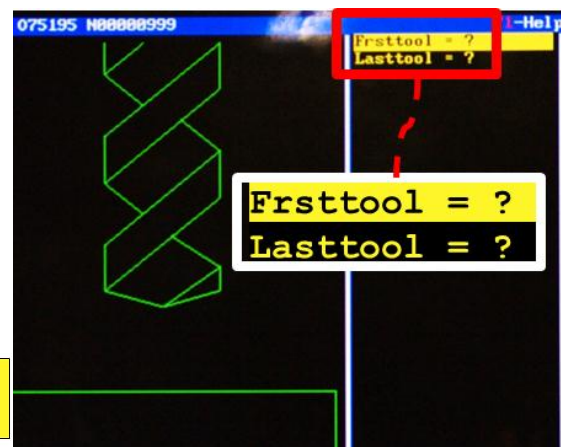 075195 N00000999
-Help
Frsttool = ?
Lasttool = ?
Frsttool = ?
Lasttool = ?